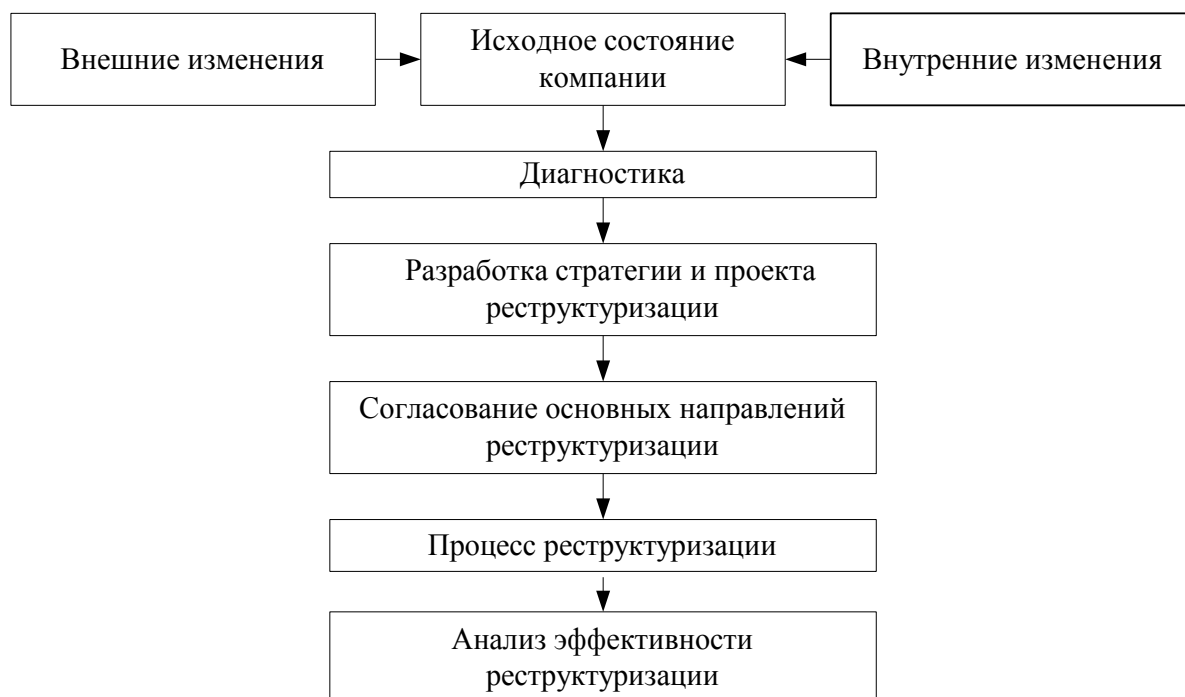 Внешние изменения
Исходное состояние
компании
Внутренние изменения
Диагностика
Разработка стратегии и проекта
реструктуризации
Согласование основных направлений
реструктуризации
Процесс реструктуризации
Анализ эффективности
реструктуризации